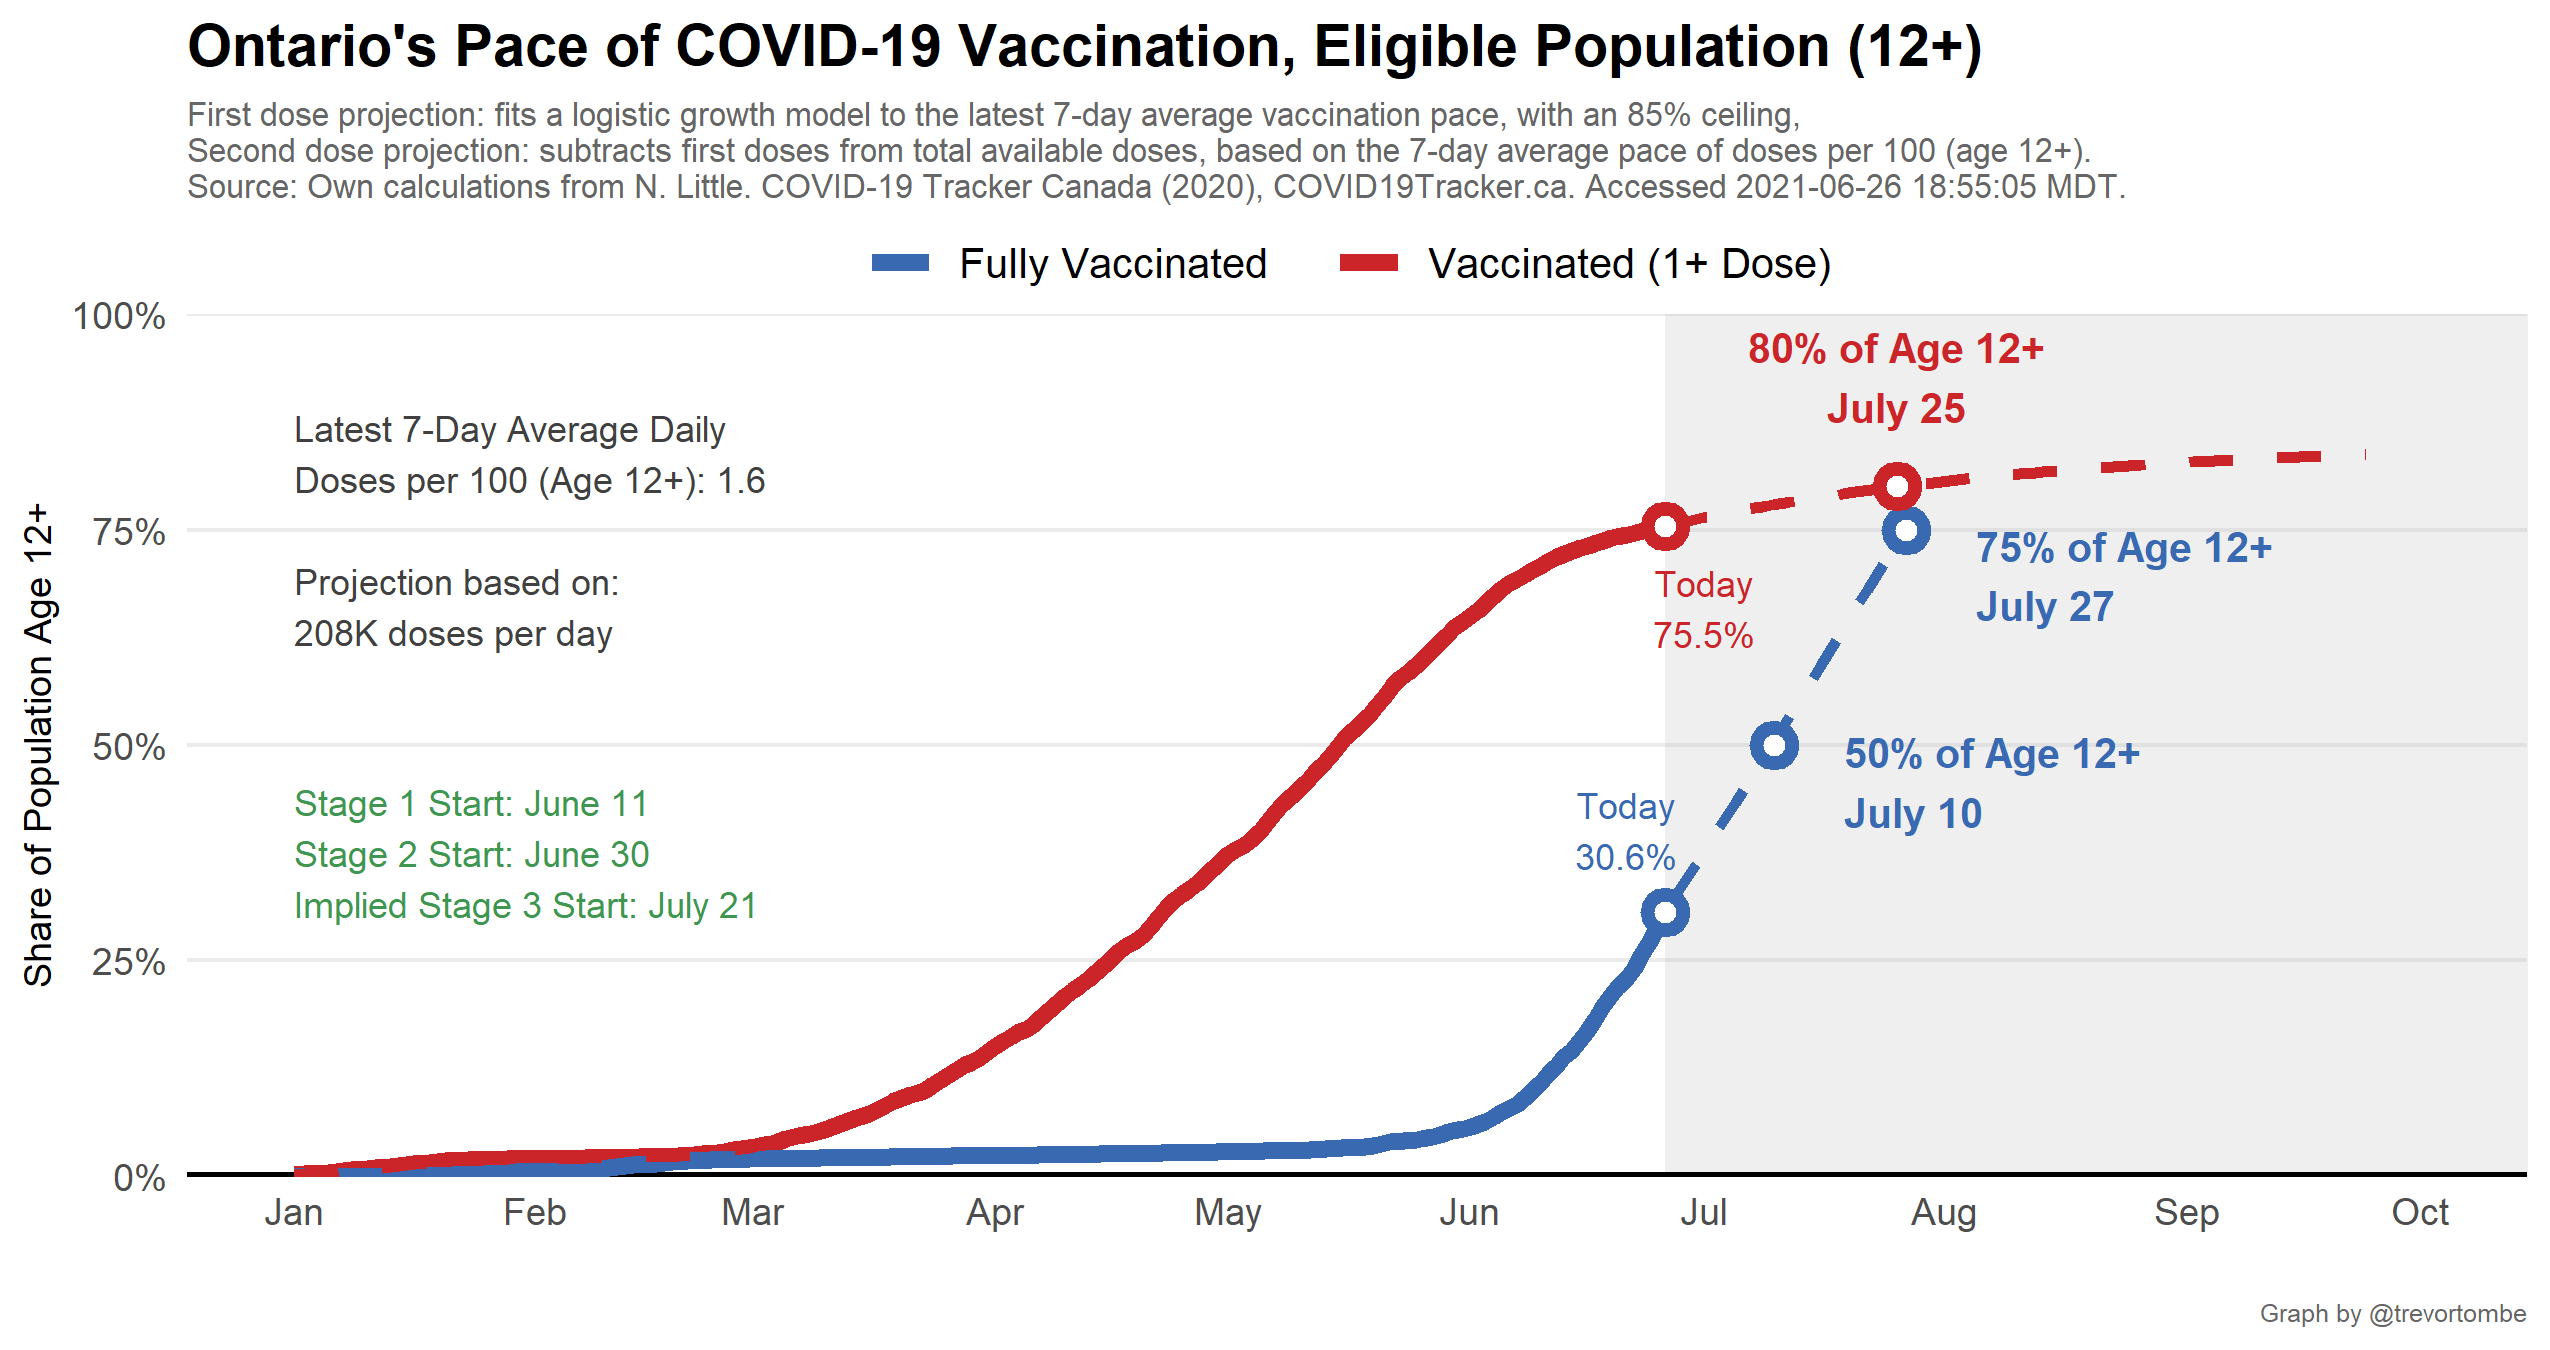 Ontario's Pace of COVID-19 Vaccination, Eligible Population (12+)
First dose projection: fits a logistic growth model to the latest 7-day average vaccination pace, with an 85% ceiling,
Second dose projection: subtracts first doses from total available doses, based on the 7-day average pace of doses per 100 (age 12+).
Source: Own calculations from N. Little. COVID-19 Tracker Canada (2020), COVID19Tracker.ca. Accessed 2021-06-26 18:55:05 MDT.
Fully Vaccinated
Vaccinated (1+ Dose)
Share of Population Age 12+
100%
75%
50%
25%
0%
Latest 7-Day Average Daily
Doses per 100 (Age 12+): 1.6
Projection based on:
208K doses per day
Stage 1 Start: June 11
Stage 2 Start: June 30
Implied Stage 3 Start: July 21
80% of Age 12+
July 25
Today
75.5%
75% of Age 12+
July 27
50% of Age 12+
July 10
Today
30.6%
Jan
Feb
Mar
Apr
May
Jun
Jul
Aug
Sep
Oct
Graph by @trevortombe